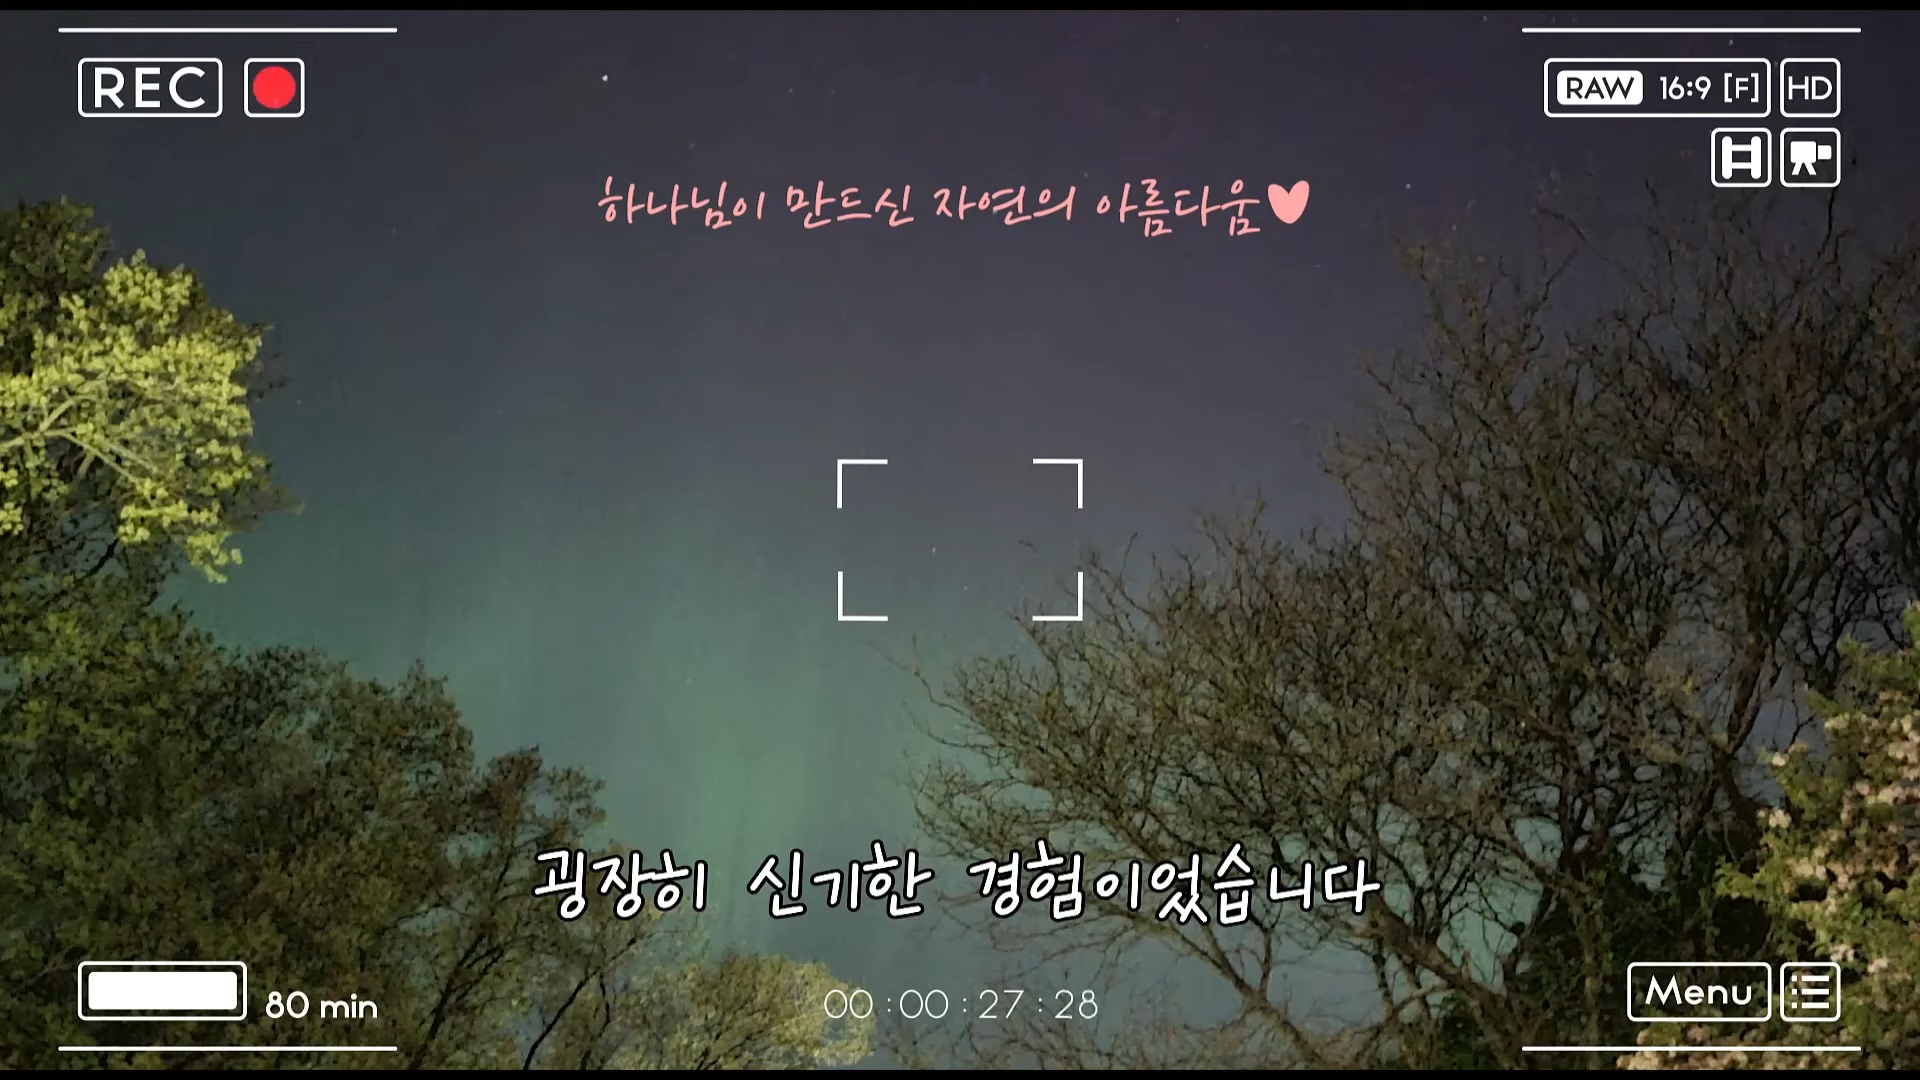 REC
RAW 16:9 [F] HD
하나님이 만드신 자연의 아름다움♥
굉장히 신기한 경험이었습니다
80 min
00:00:27:28
Menu